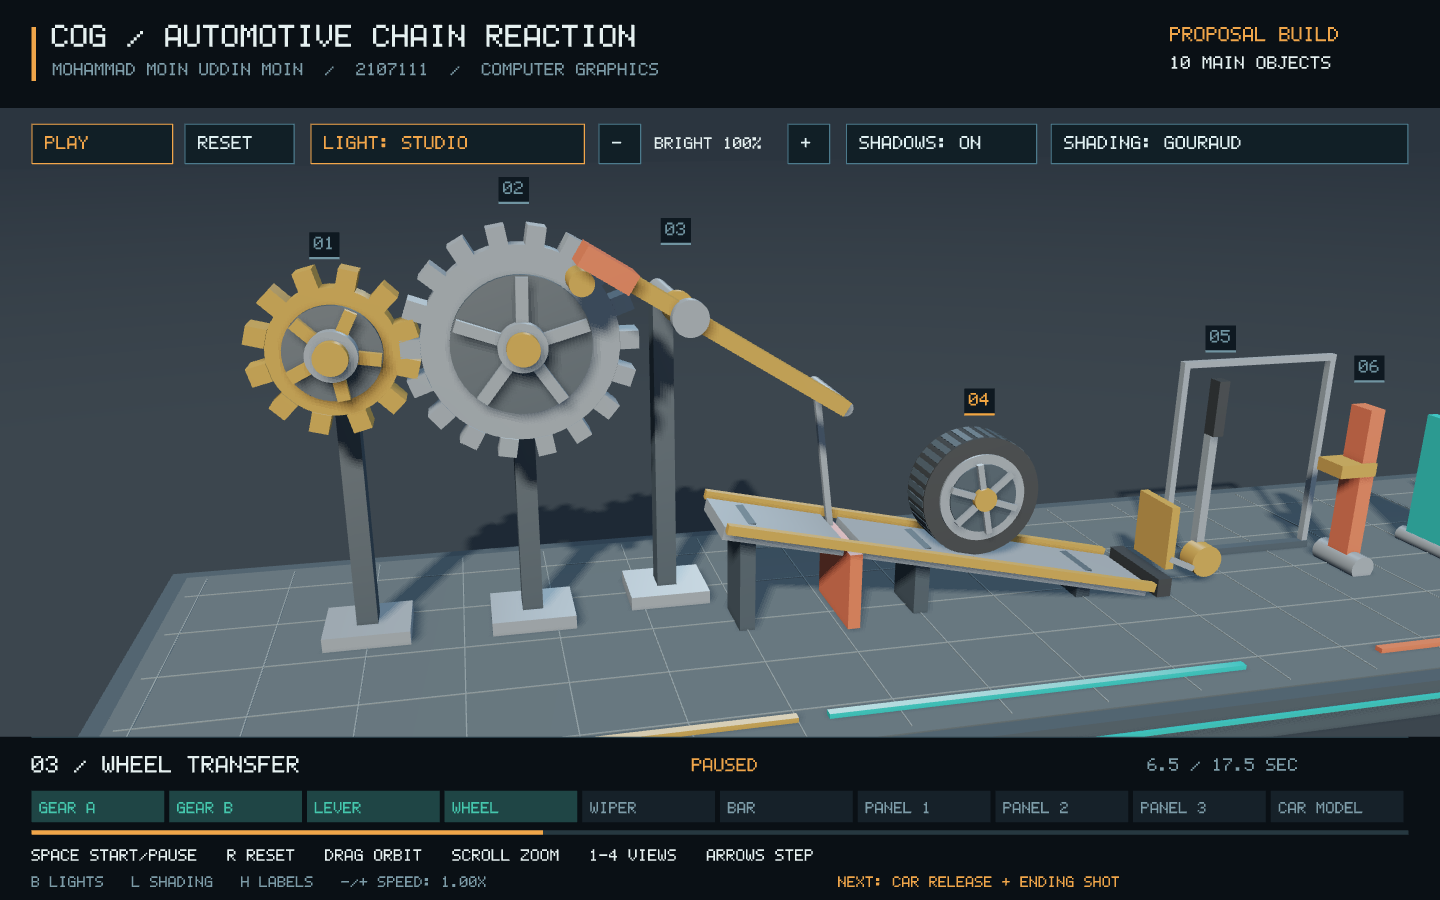 COG / AUTOMOTIVE CHAIN REACTION
MOHAMMAD MOIN UDDIN MOIN / 2107111 / COMPUTER GRAPHICS
PROPOSAL BUILD
10 MAIN OBJECTS
PLAY
RESET
LIGHT: STUDIO
-
BRIGHT 100%
+
SHADOWS: ON
SHADING: GOURAUD
01
02
03
04
05
06
03 / WHEEL TRANSFER
PAUSED
6.5 / 17.5 SEC
GEAR A
GEAR B
LEVER
WHEEL
WIPER
BAR
PANEL 1
PANEL 2
PANEL 3
CAR MODEL
SPACE START/PAUSE R RESET DRAG ORBIT SCROLL ZOOM 1-4 VIEWS ARROWS STEP
B LIGHTS L SHADING H LABELS -/+ SPEED: 1.00X
NEXT: CAR RELEASE + ENDING SHOT